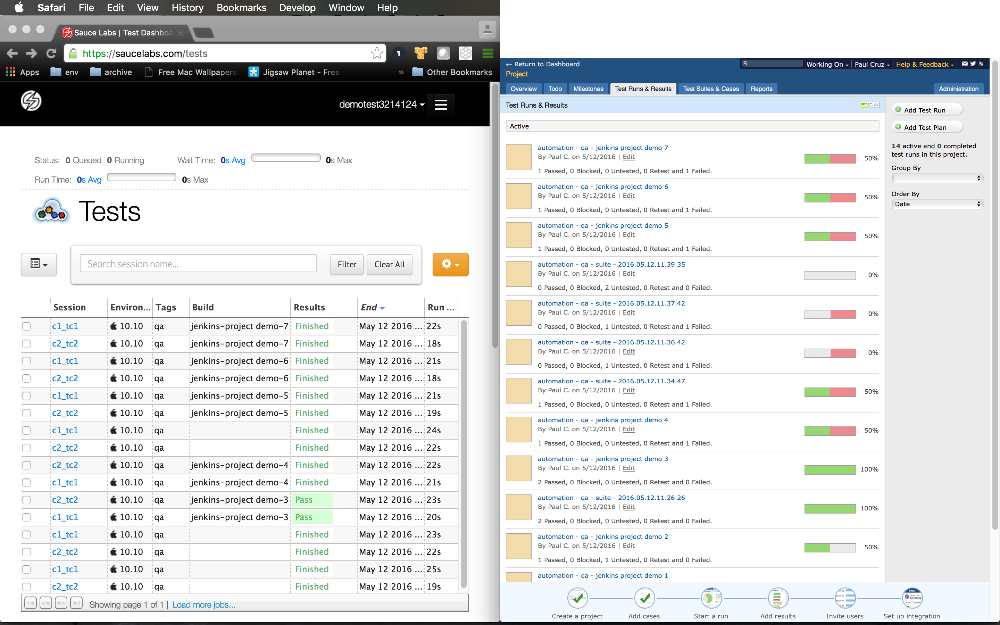 Safari File Edit View History Bookmarks Develop Window Help
Sauce Labs | Test Dashboa
https://saucelabs.com/tests
Apps env archive Free Mac Wallpapers Jigsaw Planet - Free » Other Bookmarks
demotest3214124
Status: 0 Queued 0 Running Wait Time: 0s Avg 0s Max
Run Time: 0s Avg 0s Max
Tests
Search session name... Filter Clear All
Session Environ... Tags Build Results End Run ...
c1_tc1 10.10 qa jenkins-project demo-7 Finished May 12 2016 ... 22s
c2_tc2 10.10 qa jenkins-project demo-7 Finished May 12 2016 ... 18s
c1_tc1 10.10 qa jenkins-project demo-6 Finished May 12 2016 ... 21s
c2_tc2 10.10 qa jenkins-project demo-6 Finished May 12 2016 ... 18s
c1_tc1 10.10 qa jenkins-project demo-5 Finished May 12 2016 ... 21s
c2_tc2 10.10 qa jenkins-project demo-5 Finished May 12 2016 ... 19s
c1_tc1 10.10 qa Finished May 12 2016 ... 24s
c2_tc2 10.10 qa Finished May 12 2016 ... 22s
c2_tc2 10.10 qa jenkins-project demo-4 Finished May 12 2016 ... 22s
c1_tc1 10.10 qa jenkins-project demo-4 Finished May 12 2016 ... 21s
c2_tc2 10.10 qa jenkins-project demo-3 Pass May 12 2016 ... 23s
c1_tc1 10.10 qa jenkins-project demo-3 Pass May 12 2016 ... 20s
c1_tc1 10.10 qa Finished May 12 2016 ... 23s
c2_tc2 10.10 qa Finished May 12 2016 ... 22s
c1_tc1 10.10 qa Finished May 12 2016 ... 25s
c2_tc2 10.10 qa Finished May 12 2016 ... 19s
Showing page 1 of 1 | Load more jobs...
← Return to Dashboard Working On Paul Cruz Help & Feedback
Project
Overview Todo Milestones Test Runs & Results Test Suites & Cases Reports Administration
Test Runs & Results
Active
automation - qa - jenkins project demo 7
By Paul C. on 5/12/2016 | Edit 50%
1 Passed, 0 Blocked, 0 Untested, 0 Retest and 1 Failed.
automation - qa - jenkins project demo 6
By Paul C. on 5/12/2016 | Edit 50%
1 Passed, 0 Blocked, 0 Untested, 0 Retest and 1 Failed.
automation - qa - jenkins project demo 5
By Paul C. on 5/12/2016 | Edit 50%
1 Passed, 0 Blocked, 0 Untested, 0 Retest and 1 Failed.
automation - qa - suite - 2016.05.12.11.39.35
By Paul C. on 5/12/2016 | Edit 0%
0 Passed, 0 Blocked, 2 Untested, 0 Retest and 0 Failed.
automation - qa - suite - 2016.05.12.11.37.42
By Paul C. on 5/12/2016 | Edit 0%
0 Passed, 0 Blocked, 1 Untested, 0 Retest and 1 Failed.
automation - qa - suite - 2016.05.12.11.36.42
By Paul C. on 5/12/2016 | Edit 0%
0 Passed, 0 Blocked, 1 Untested, 0 Retest and 1 Failed.
automation - qa - suite - 2016.05.12.11.34.47
By Paul C. on 5/12/2016 | Edit 50%
1 Passed, 0 Blocked, 0 Untested, 0 Retest and 1 Failed.
automation - qa - jenkins project demo 4
By Paul C. on 5/12/2016 | Edit 50%
1 Passed, 0 Blocked, 0 Untested, 0 Retest and 1 Failed.
automation - qa - jenkins project demo 3
By Paul C. on 5/12/2016 | Edit 100%
2 Passed, 0 Blocked, 0 Untested, 0 Retest and 0 Failed.
automation - qa - suite - 2016.05.12.11.26.26
By Paul C. on 5/12/2016 | Edit 100%
2 Passed, 0 Blocked, 0 Untested, 0 Retest and 0 Failed.
automation - qa - jenkins project demo 2
By Paul C. on 5/12/2016 | Edit 50%
1 Passed, 0 Blocked, 1 Untested, 0 Retest and 0 Failed.
automation - qa - jenkins project demo 1
Add Test Run
Add Test Plan
14 active and 0 completed
test runs in this project.
Group By
Order By
Date
Create a project Add cases Start a run Add results Invite users Set up integration